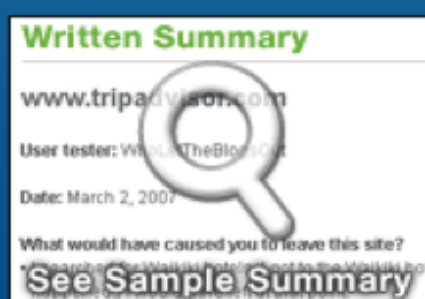 Written Summary
www.tripadvisor.com
User tester: WhoLetTheBlogsOut
Date: March 2, 2007
What would have caused you to leave this site?
See Sample Summary